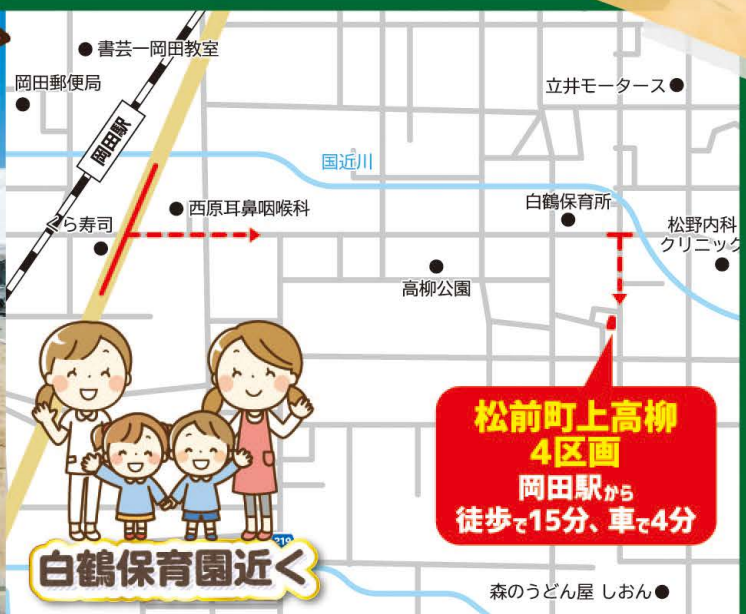 書芸一岡田教室
岡田郵便局
立井モータース
岡田駅
国近川
西原耳鼻咽喉科
白鶴保育所
くら寿司
松野内科
クリニック
高柳公園
松前町上高柳
4区画
岡田駅から
徒歩で15分、車で4分
219
白鶴保育園近く
森のうどん屋 しおん